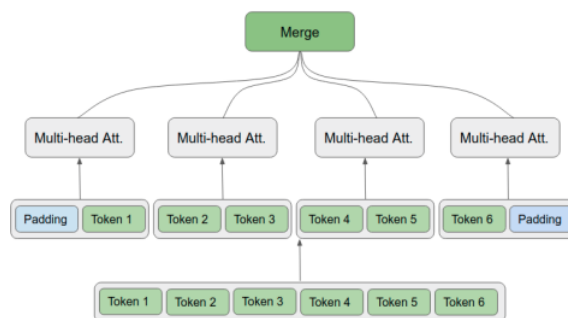 Merge
Multi-head Att. Multi-head Att. Multi-head Att. Multi-head Att.
Padding Token 1 Token 2 Token 3 Token 4 Token 5 Token 6 Padding
Token 1 Token 2 Token 3 Token 4 Token 5 Token 6